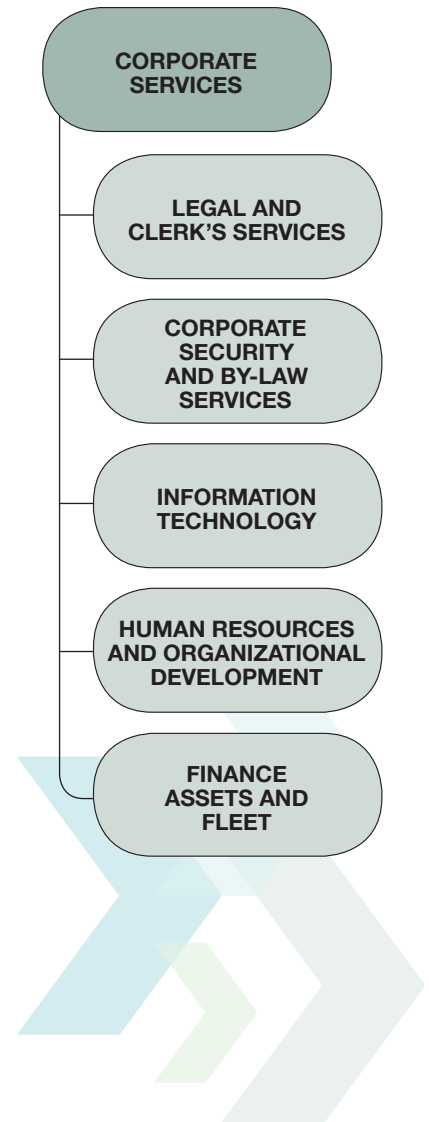 CORPORATE
SERVICES
LEGAL AND
CLERK'S SERVICES
CORPORATE
SECURITY
AND BY-LAW
SERVICES
INFORMATION
TECHNOLOGY
HUMAN RESOURCES
AND ORGANIZATIONAL
DEVELOPMENT
FINANCE
ASSETS AND
FLEET